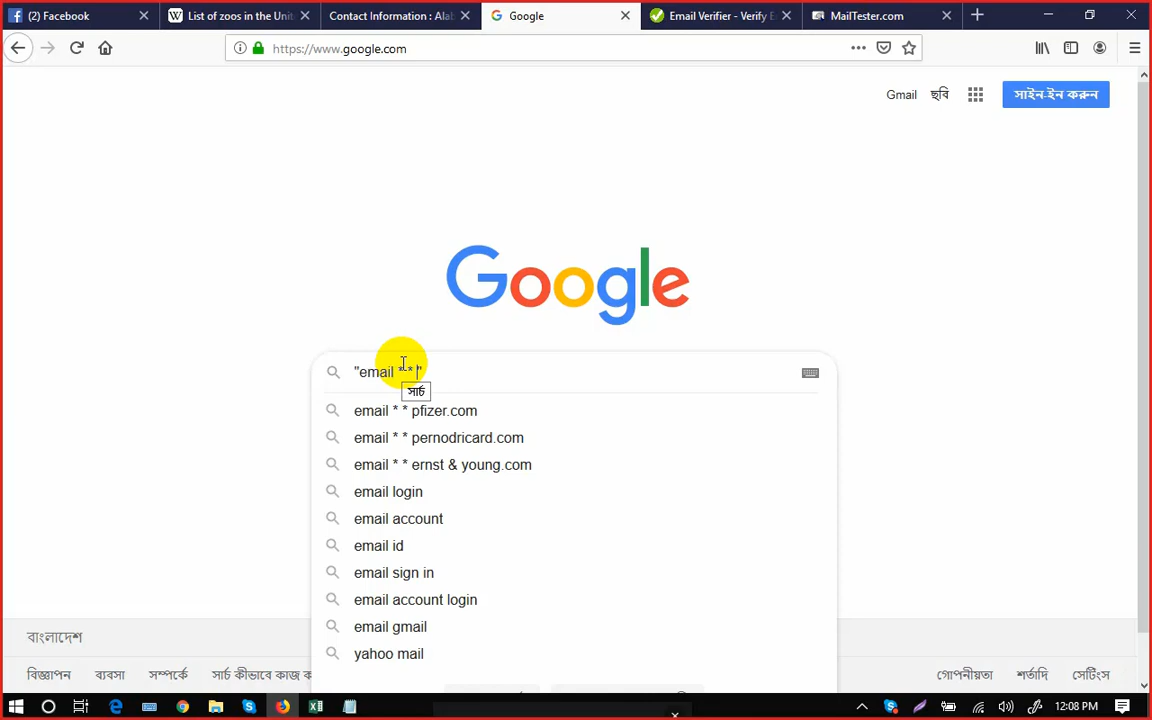 (2) Facebook
List of zoos in the Unit
Contact Information : Alab
Google
Email Verifier - Verify E
MailTester.com
https://www.google.com
Gmail
ছবি
সাইন-ইন করুন
Google
"email * * "
সার্চ
email * * pfizer.com
email * * pernodricard.com
email * * ernst & young.com
email login
email account
email id
email sign in
email account login
email gmail
yahoo mail
বাংলাদেশ
বিজ্ঞাপন
ব্যবসা
সম্পর্কে
সার্চ কীভাবে কাজ ক
গোপনীয়তা
শর্তাদি
সেটিংস
12:08 PM